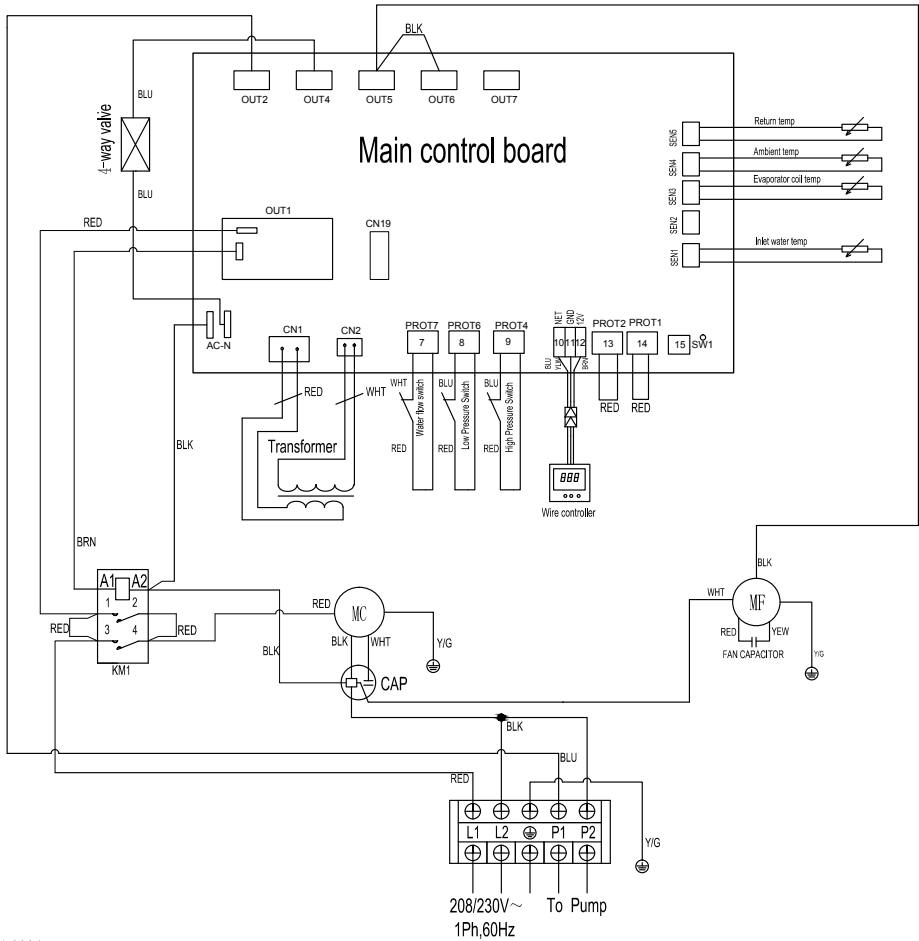 BLK
OUT2 OUT4 OUT5 OUT6 OUT7
BLU
4-way valve
BLU
Main control board
SEN5 Return temp
SEN4 Ambient temp
SEN3 Evaporator coil temp
SEN2
SEN1 Inlet water temp
RED
OUT1
CN19
AC-N
CN1
CN2
PROT7 PROT6 PROT4
7 8 9
NET GND 12V
10 11 12
PROT2 PROT1
13 14
15 SW1
BLU YLW BRN
RED
WHT
WHT
RED
Water flow switch
BLU
RED
Low Pressure Switch
BLU
RED
High Pressure Switch
RED RED
Transformer
888
Wire controller
BLK
BRN
A1 A2
1 2
3 4
RED RED
KM1
RED
MC
BLK WHT
Y/G
BLK
CAP
BLK
WHT
MF
RED YEW
FAN CAPACITOR
Y/G
BLK
BLU
RED
L1 L2 P1 P2
Y/G
208/230V~ To Pump
1Ph,60Hz